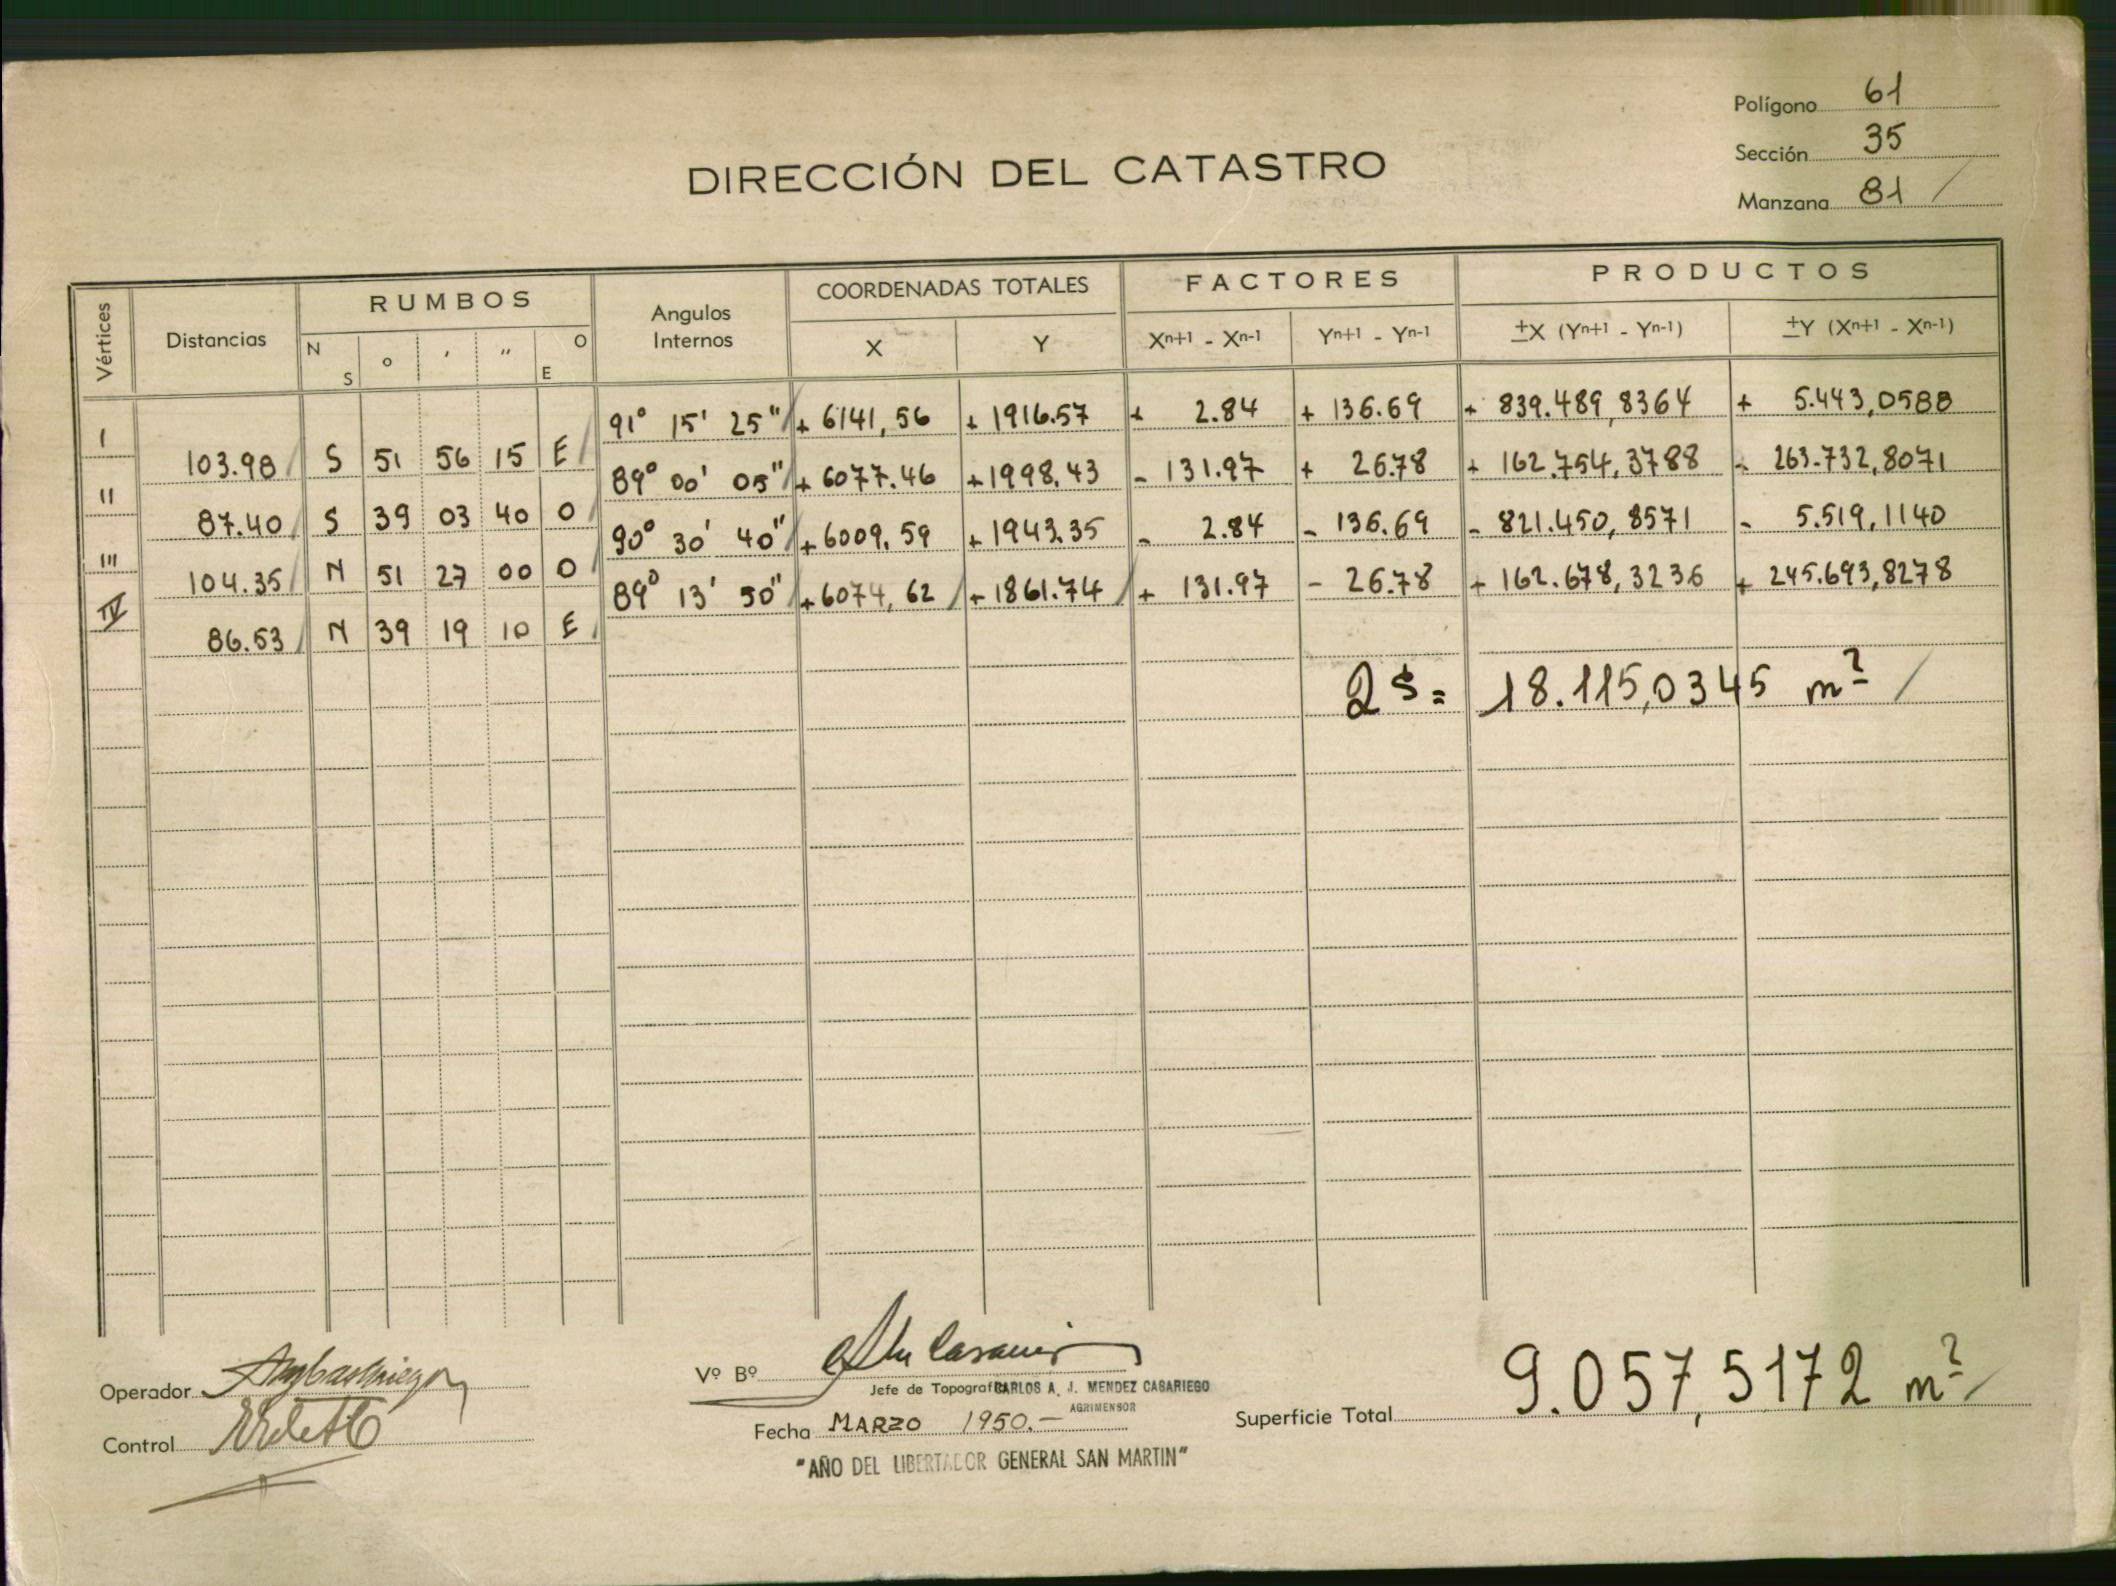 Polígono 61
Sección 35
DIRECCIÓN DEL CATASTRO
Manzana 81
Vértices Distancias RUMBOS Angulos Internos COORDENADAS TOTALES FACTORES PRODUCTOS
N S o ' " O E X Y Xn+1 - Xn-1 Yn+1 - Yn-1 ±X (Yn+1 - Yn-1) ±Y (Xn+1 - Xn-1)
I 91° 15' 25" + 6141,56 + 1916.57 + 2.84 + 136.69 + 839.489,8364 + 5.443,0588
103.98 S 51 56 15 E
II 89° 00' 05" + 6077.46 + 1998.43 - 131.97 + 26.78 + 162.754,3788 - 263.732,8071
87.40 S 39 03 40 O
III 90° 30' 40" + 6009.59 + 1943.35 - 2.84 - 136.69 - 821.450,8571 - 5.519,1140
104.35 N 51 27 00 O
IV 89° 13' 50" + 6074,62 + 1861.74 + 131.97 - 26.78 + 162.678,3236 + 245.693,8278
86.53 N 39 19 10 E
2S = 18.115,0345 m²
Operador
Vº Bº
Jefe de Topografía CARLOS A. J. MENDEZ CASARIEGO
AGRIMENSOR
Superficie Total 9.057,5172 m²
Control
Fecha MARZO 1950.-
"AÑO DEL LIBERTADOR GENERAL SAN MARTIN"